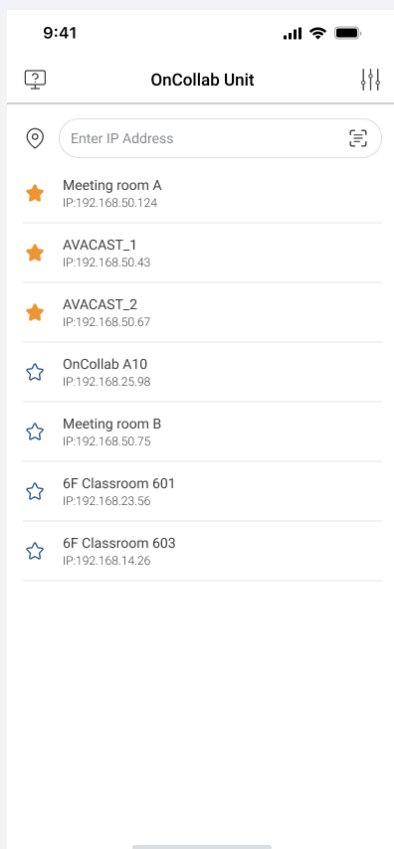 9:41
OnCollab Unit
Enter IP Address
Meeting room A
IP:192.168.50.124
AVACAST_1
IP:192.168.50.43
AVACAST_2
IP:192.168.50.67
OnCollab A10
IP:192.168.25.98
Meeting room B
IP:192.168.50.75
6F Classroom 601
IP:192.168.23.56
6F Classroom 603
IP:192.168.14.26